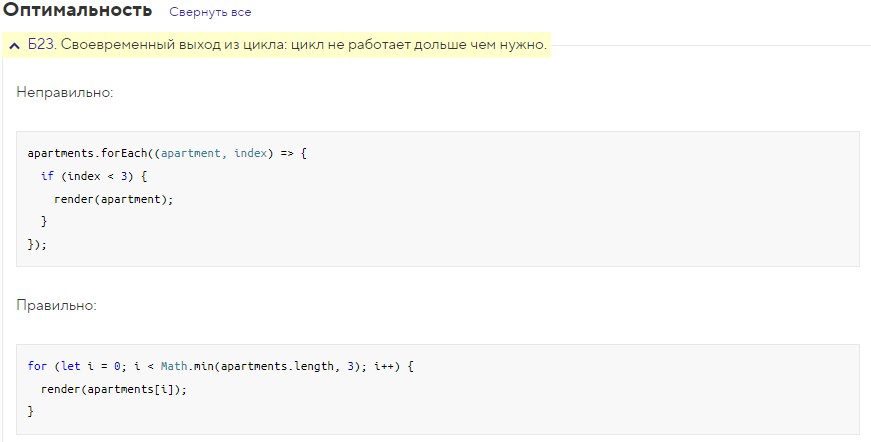 Оптимальность Свернуть все
Б23. Своевременный выход из цикла: цикл не работает дольше чем нужно.
Неправильно:
apartments.forEach((apartment, index) => {
  if (index < 3) {
    render(apartment);
  }
});
Правильно:
for (let i = 0; i < Math.min(apartments.length, 3); i++) {
  render(apartments[i]);
}